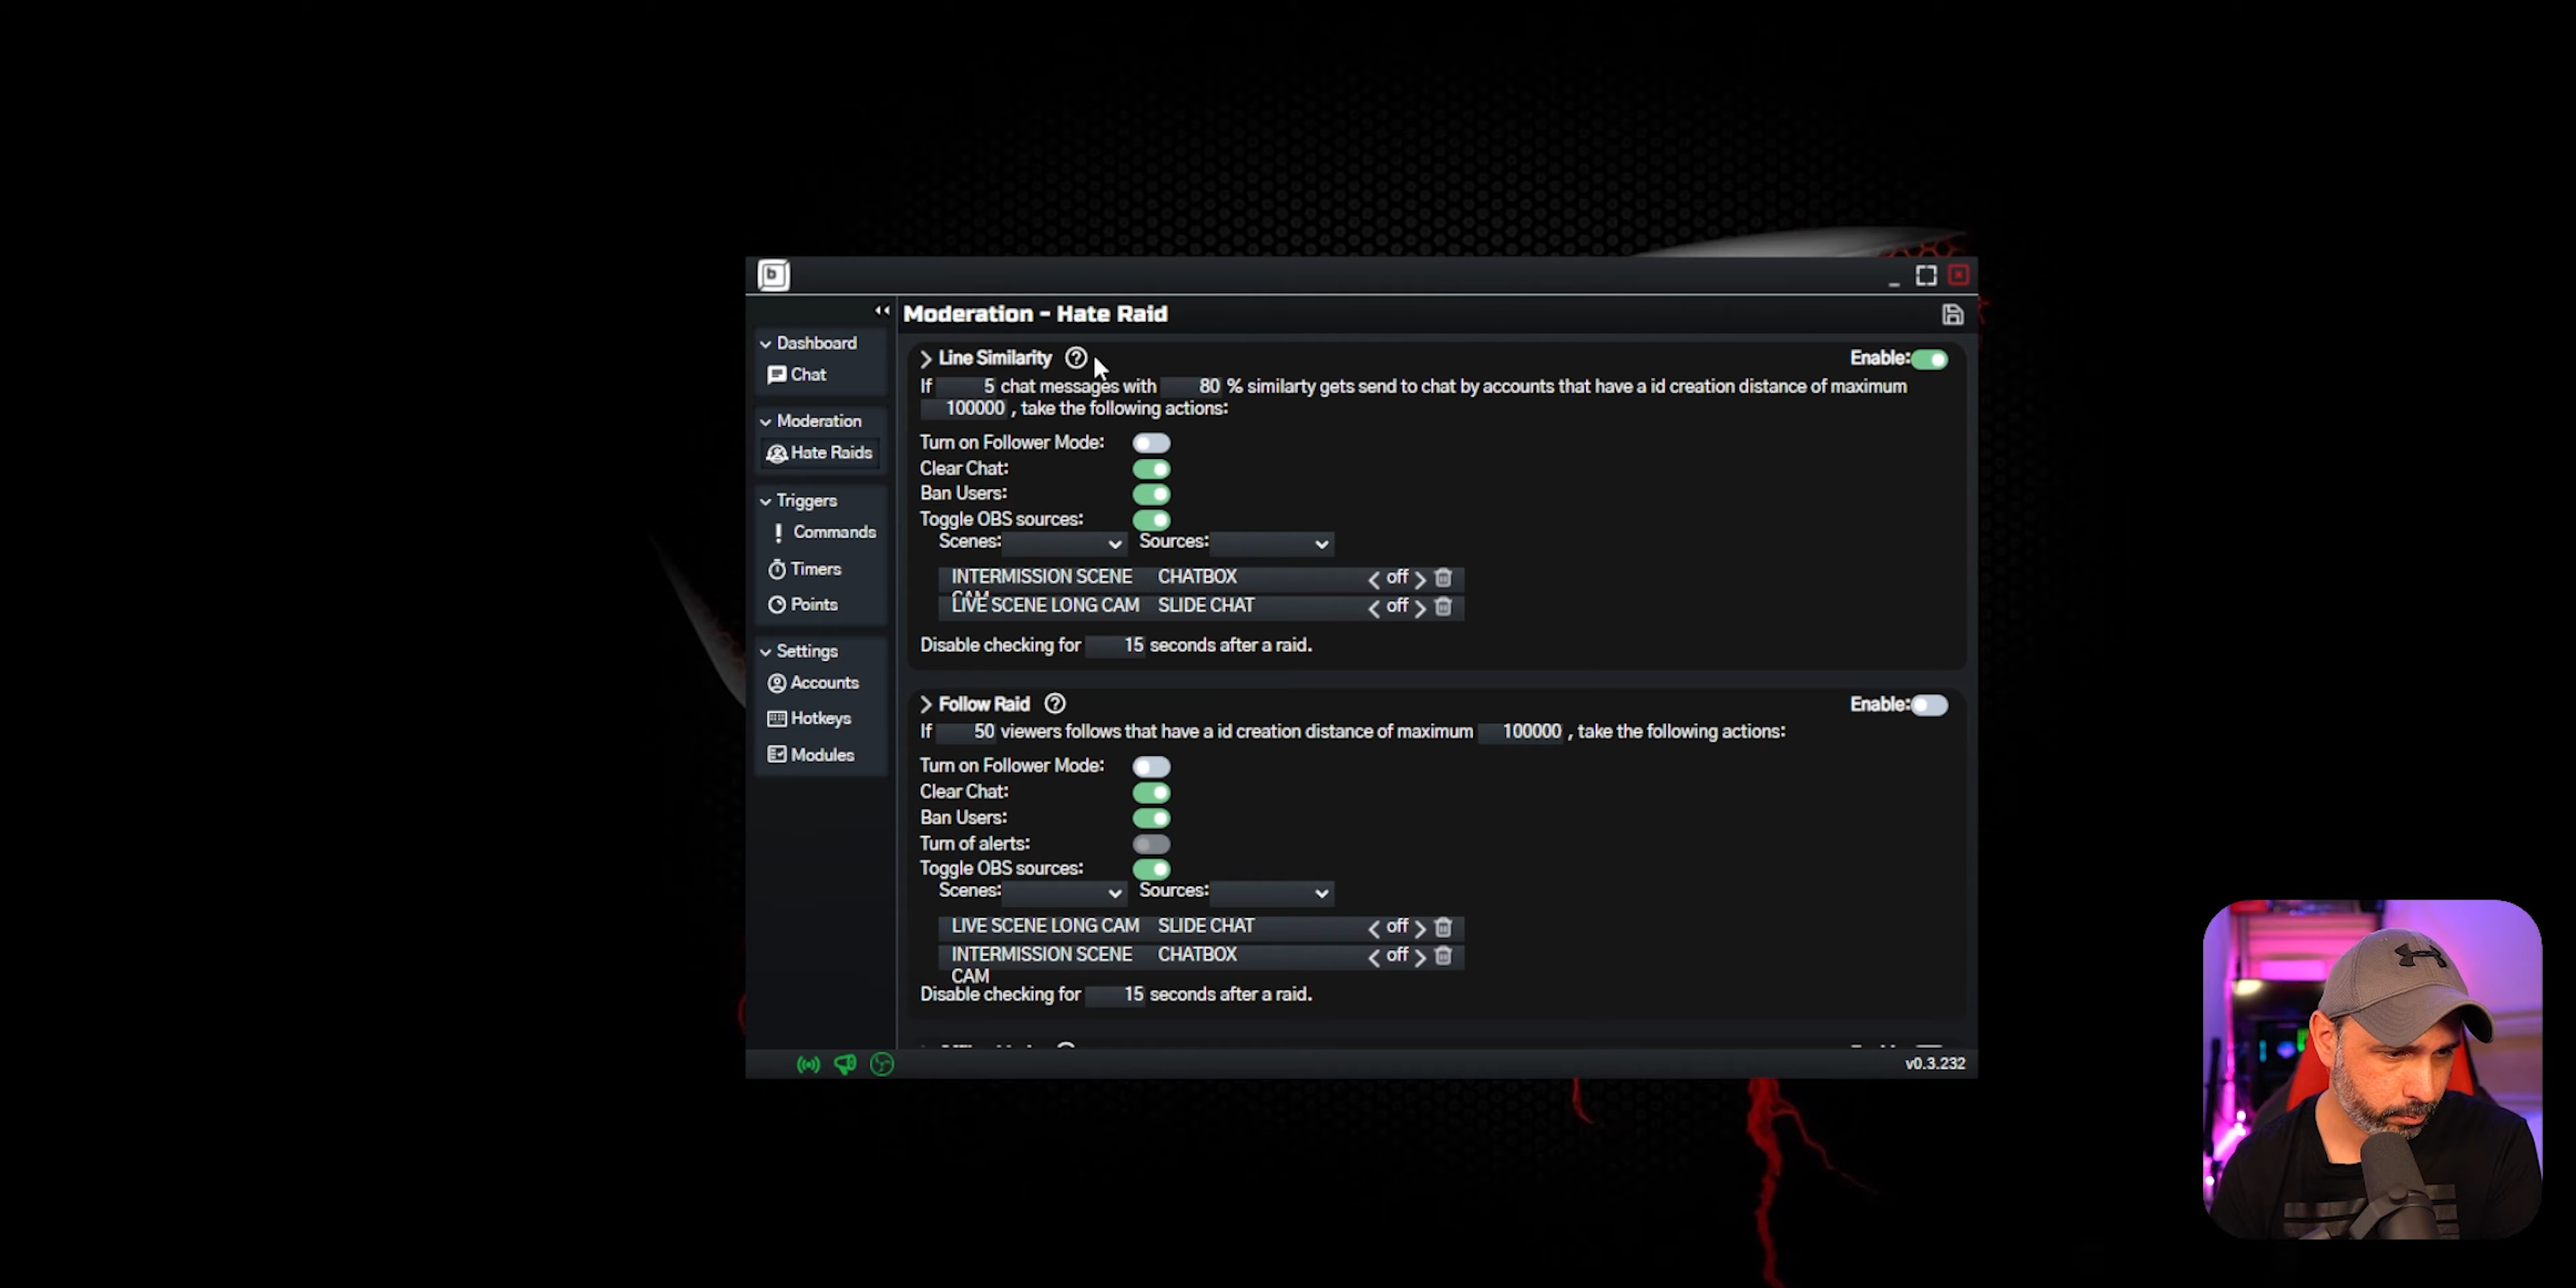 b
Moderation - Hate Raid
Dashboard
Chat
Moderation
Hate Raids
Triggers
Commands
Timers
Points
Settings
Accounts
Hotkeys
Modules
Line Similarity ? Enable:
If 5 chat messages with 80 % similarty gets send to chat by accounts that have a id creation distance of maximum
100000 , take the following actions:
Turn on Follower Mode:
Clear Chat:
Ban Users:
Toggle OBS sources:
Scenes: Sources:
INTERMISSION SCENE CHATBOX off
CAM
LIVE SCENE LONG CAM SLIDE CHAT off
Disable checking for 15 seconds after a raid.
Follow Raid ? Enable:
If 50 viewers follows that have a id creation distance of maximum 100000 , take the following actions:
Turn on Follower Mode:
Clear Chat:
Ban Users:
Turn of alerts:
Toggle OBS sources:
Scenes: Sources:
LIVE SCENE LONG CAM SLIDE CHAT off
INTERMISSION SCENE CHATBOX off
CAM
Disable checking for 15 seconds after a raid.
v0.3.232